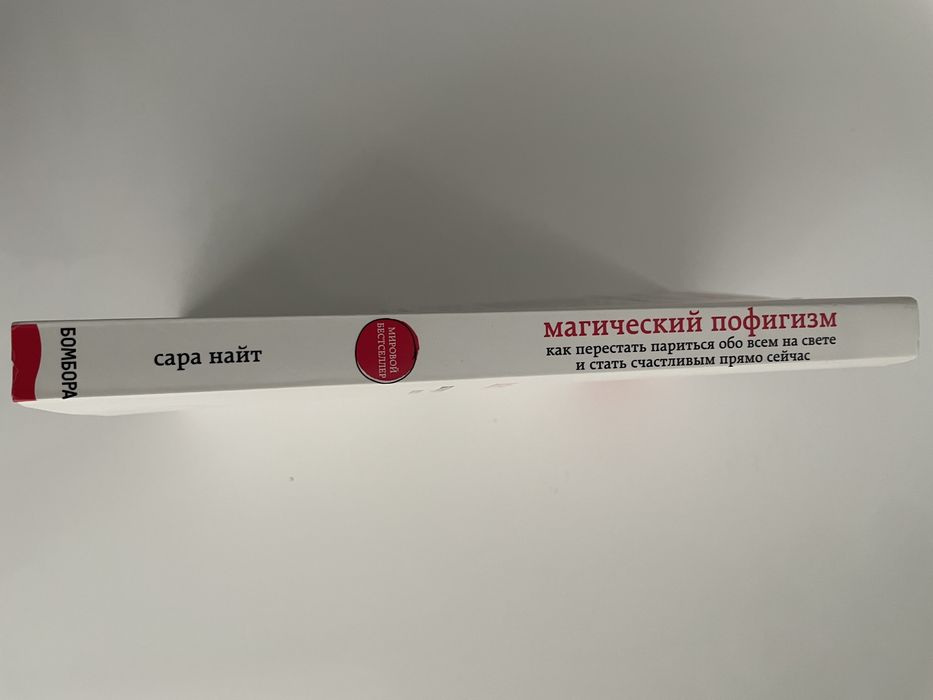 БОМБОРА
сара найт
МИРОВОЙ
БЕСТСЕЛЛЕР
магический пофигизм
как перестать париться обо всем на свете
и стать счастливым прямо сейчас